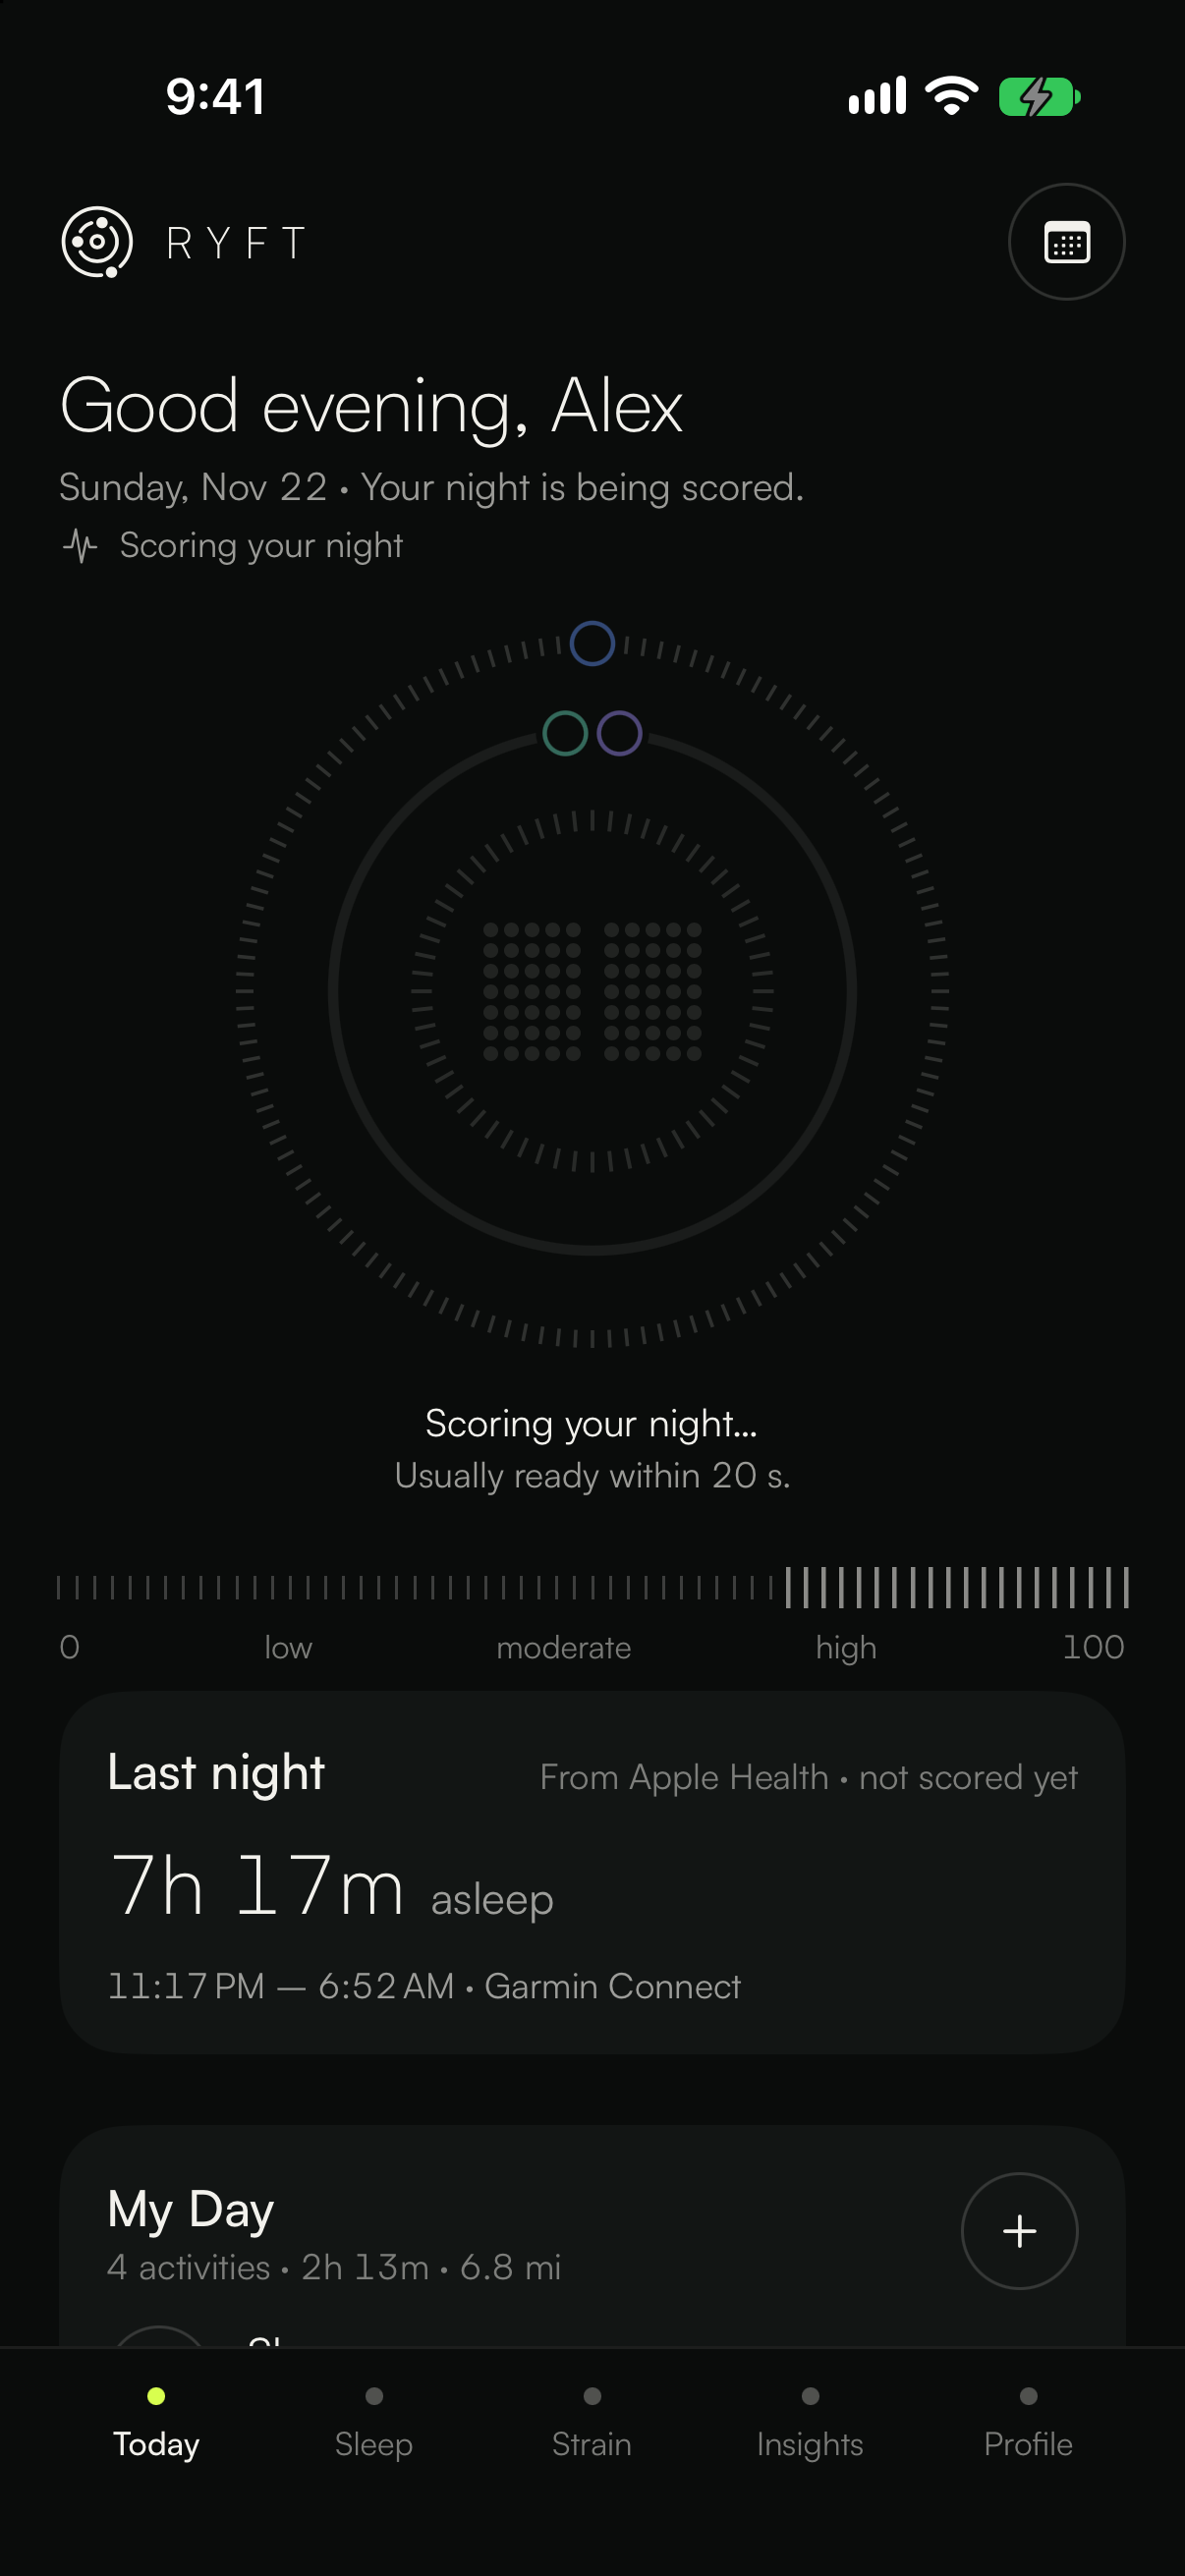 9:41
RYFT
Good evening, Alex
Sunday, Nov 22 · Your night is being scored.
Scoring your night
Scoring your night…
Usually ready within 20 s.
0 low moderate high 100
Last night From Apple Health · not scored yet
7h 17m asleep
11:17 PM — 6:52 AM · Garmin Connect
My Day
4 activities · 2h 13m · 6.8 mi
Today Sleep Strain Insights Profile